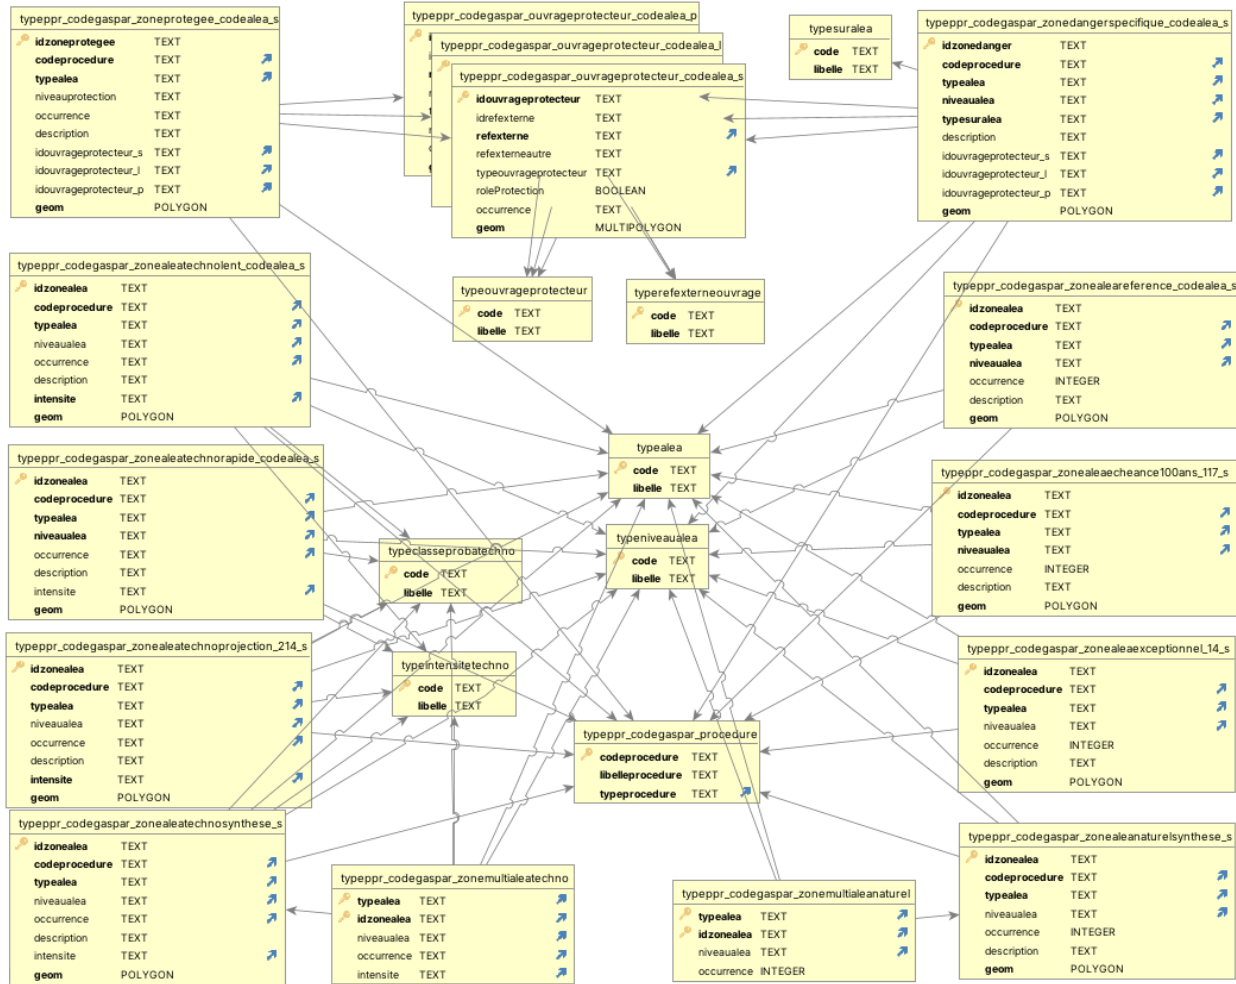 typeppr_codegaspar_zoneprotegee_codealea_s
idzoneprotegee TEXT
codeprocedure TEXT
typealea TEXT
niveauprotection TEXT
occurrence TEXT
description TEXT
idouvrageprotecteur_s TEXT
idouvrageprotecteur_l TEXT
idouvrageprotecteur_p TEXT
geom POLYGON
typeppr_codegaspar_ouvrageprotecteur_codealea_p
typeppr_codegaspar_ouvrageprotecteur_codealea_l
typeppr_codegaspar_ouvrageprotecteur_codealea_s
idouvrageprotecteur TEXT
idrefexterne TEXT
refexterne TEXT
refexterneautre TEXT
typeouvrageprotecteur TEXT
roleProtection BOOLEAN
occurrence TEXT
geom MULTIPOLYGON
typesuralea
code TEXT
libelle TEXT
typeppr_codegaspar_zonedangerspecifique_codealea_s
idzonedanger TEXT
codeprocedure TEXT
typealea TEXT
niveaualea TEXT
typesuralea TEXT
description TEXT
idouvrageprotecteur_s TEXT
idouvrageprotecteur_l TEXT
idouvrageprotecteur_p TEXT
geom POLYGON
typeppr_codegaspar_zonealeatechnolent_codealea_s
idzonealea TEXT
codeprocedure TEXT
typealea TEXT
niveaualea TEXT
occurrence TEXT
description TEXT
intensite TEXT
geom POLYGON
typeouvrageprotecteur
code TEXT
libelle TEXT
typerefexterneouvrage
code TEXT
libelle TEXT
typeppr_codegaspar_zonealeareference_codealea_s
idzonealea TEXT
codeprocedure TEXT
typealea TEXT
niveaualea TEXT
occurrence INTEGER
description TEXT
geom POLYGON
typeppr_codegaspar_zonealeatechnorapide_codealea_s
idzonealea TEXT
codeprocedure TEXT
typealea TEXT
niveaualea TEXT
occurrence TEXT
description TEXT
intensite TEXT
geom POLYGON
typealea
code TEXT
libelle TEXT
typeclasseprobatechno
code TEXT
libelle TEXT
typeniveaualea
code TEXT
libelle TEXT
typeppr_codegaspar_zonealeaecheance100ans_117_s
idzonealea TEXT
codeprocedure TEXT
typealea TEXT
niveaualea TEXT
occurrence INTEGER
description TEXT
geom POLYGON
typeppr_codegaspar_zonealeatechnoprojection_214_s
idzonealea TEXT
codeprocedure TEXT
typealea TEXT
niveaualea TEXT
occurrence TEXT
description TEXT
intensite TEXT
geom POLYGON
typeintensitetechno
code TEXT
libelle TEXT
typeppr_codegaspar_procedure
codeprocedure TEXT
libelleprocedure TEXT
typeprocedure TEXT
typeppr_codegaspar_zonealeaexceptionnel_14_s
idzonealea TEXT
codeprocedure TEXT
typealea TEXT
niveaualea TEXT
occurrence INTEGER
description TEXT
geom POLYGON
typeppr_codegaspar_zonealeatechnosynthese_s
idzonealea TEXT
codeprocedure TEXT
typealea TEXT
niveaualea TEXT
occurrence TEXT
description TEXT
intensite TEXT
geom POLYGON
typeppr_codegaspar_zonemultialeatechno
typealea TEXT
idzonealea TEXT
niveaualea TEXT
occurrence TEXT
intensite TEXT
typeppr_codegaspar_zonemultialeanaturel
typealea TEXT
idzonealea TEXT
niveaualea TEXT
occurrence INTEGER
typeppr_codegaspar_zonealeanaturelsynthese_s
idzonealea TEXT
codeprocedure TEXT
typealea TEXT
niveaualea TEXT
occurrence INTEGER
description TEXT
geom POLYGON